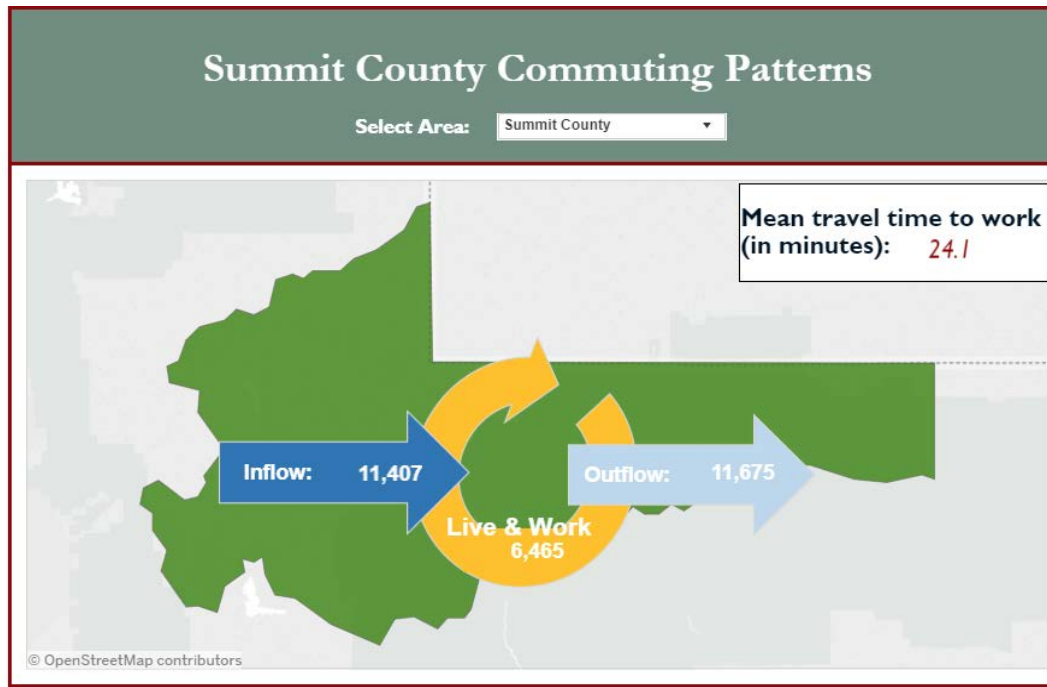 Summit County Commuting Patterns
Select Area: Summit County
Mean travel time to work
(in minutes): 24.1
Inflow: 11,407
Outflow: 11,675
Live & Work
6,465
© OpenStreetMap contributors